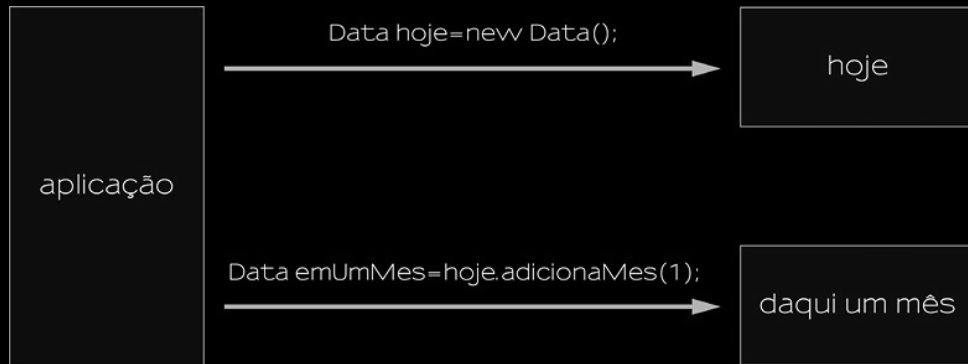 Data hoje=new Data();
hoje
aplicação
Data emUmMes=hoje.adicionaMes(1);
daqui um mês